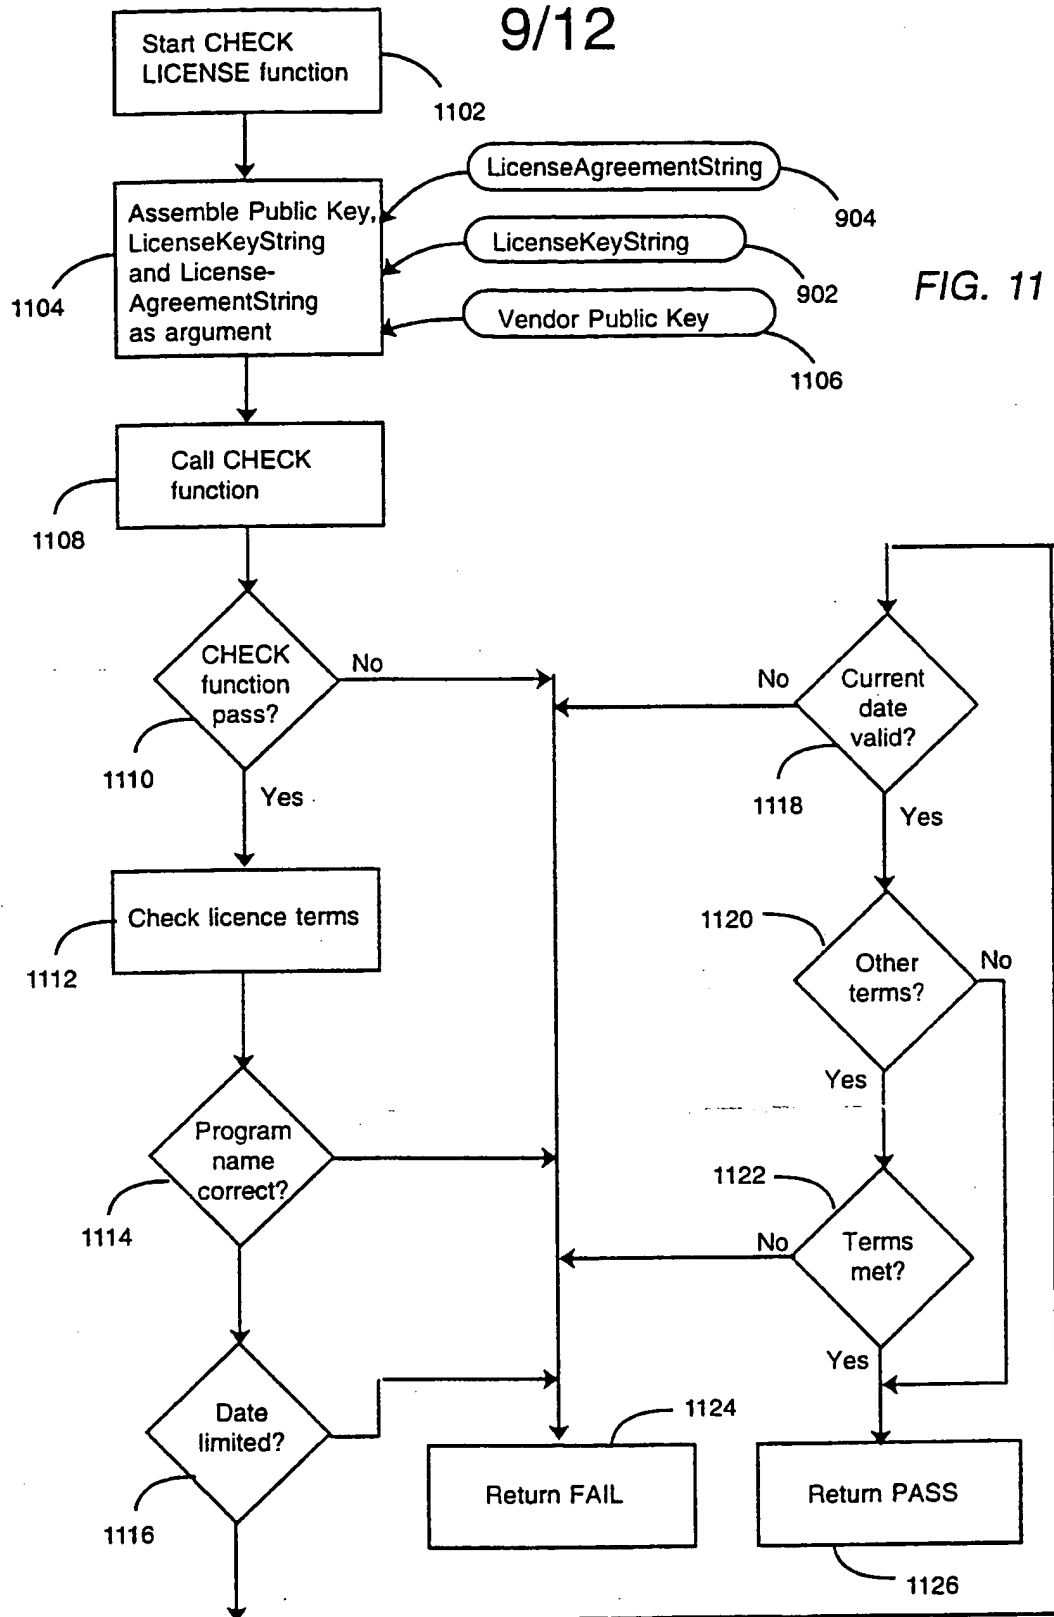 9/12
Start CHECK
LICENSE function
1102
LicenseAgreementString
904
Assemble Public Key,
LicenseKeyString
and License-
AgreementString
as argument
1104
LicenseKeyString
902
FIG. 11
Vendor Public Key
1106
Call CHECK
function
1108
CHECK
function
pass?
No
1110
Yes
Current
date
valid?
No
1118
Yes
Check licence terms
1112
1120
Other
terms?
No
Yes
Program
name
correct?
1114
1122
Terms
met?
No
Yes
Date
limited?
1116
1124
Return FAIL
Return PASS
1126